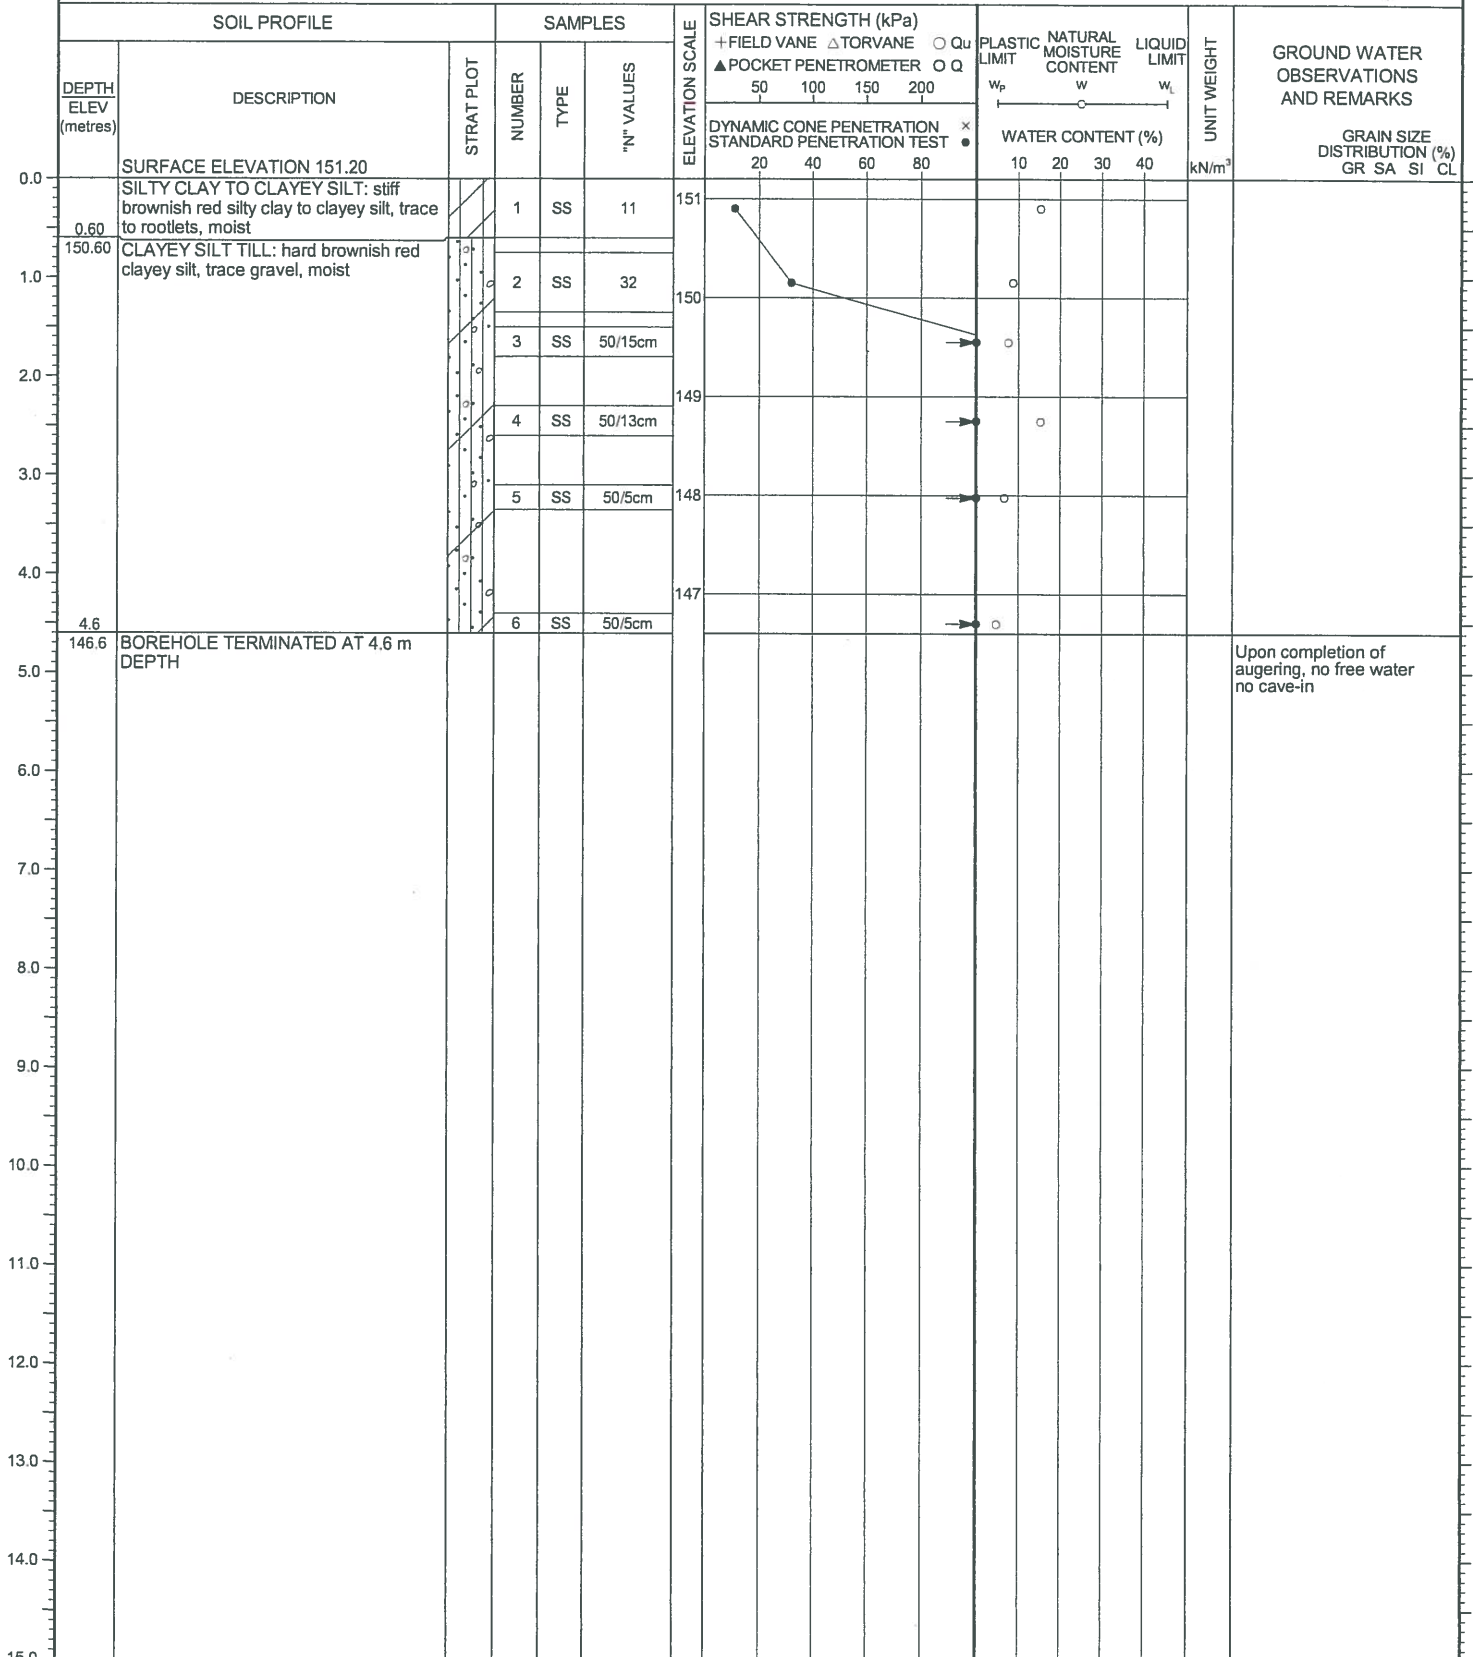 SOIL PROFILE
SAMPLES
DEPTH
ELEV
(metres)
DESCRIPTION
STRAT PLOT
NUMBER
TYPE
"N" VALUES
ELEVATION SCALE
SHEAR STRENGTH (kPa)
+FIELD VANE △TORVANE ○ Qu
▲POCKET PENETROMETER O Q
50 100 150 200
DYNAMIC CONE PENETRATION ×
STANDARD PENETRATION TEST ●
20 40 60 80
PLASTIC
LIMIT
NATURAL
MOISTURE
CONTENT
LIQUID
LIMIT
WP W WL
WATER CONTENT (%)
10 20 30 40
UNIT WEIGHT
kN/m³
GROUND WATER
OBSERVATIONS
AND REMARKS
GRAIN SIZE
DISTRIBUTION (%)
GR SA SI CL
SURFACE ELEVATION 151.20
0.0
SILTY CLAY TO CLAYEY SILT: stiff
brownish red silty clay to clayey silt, trace
to rootlets, moist
1 SS 11
151
0.60
150.60
CLAYEY SILT TILL: hard brownish red
clayey silt, trace gravel, moist
1.0
2 SS 32
150
3 SS 50/15cm
2.0
149
4 SS 50/13cm
3.0
5 SS 50/5cm
148
4.0
147
4.6
6 SS 50/5cm
146.6
BOREHOLE TERMINATED AT 4.6 m
DEPTH
Upon completion of
augering, no free water
no cave-in
5.0
6.0
7.0
8.0
9.0
10.0
11.0
12.0
13.0
14.0
15.0